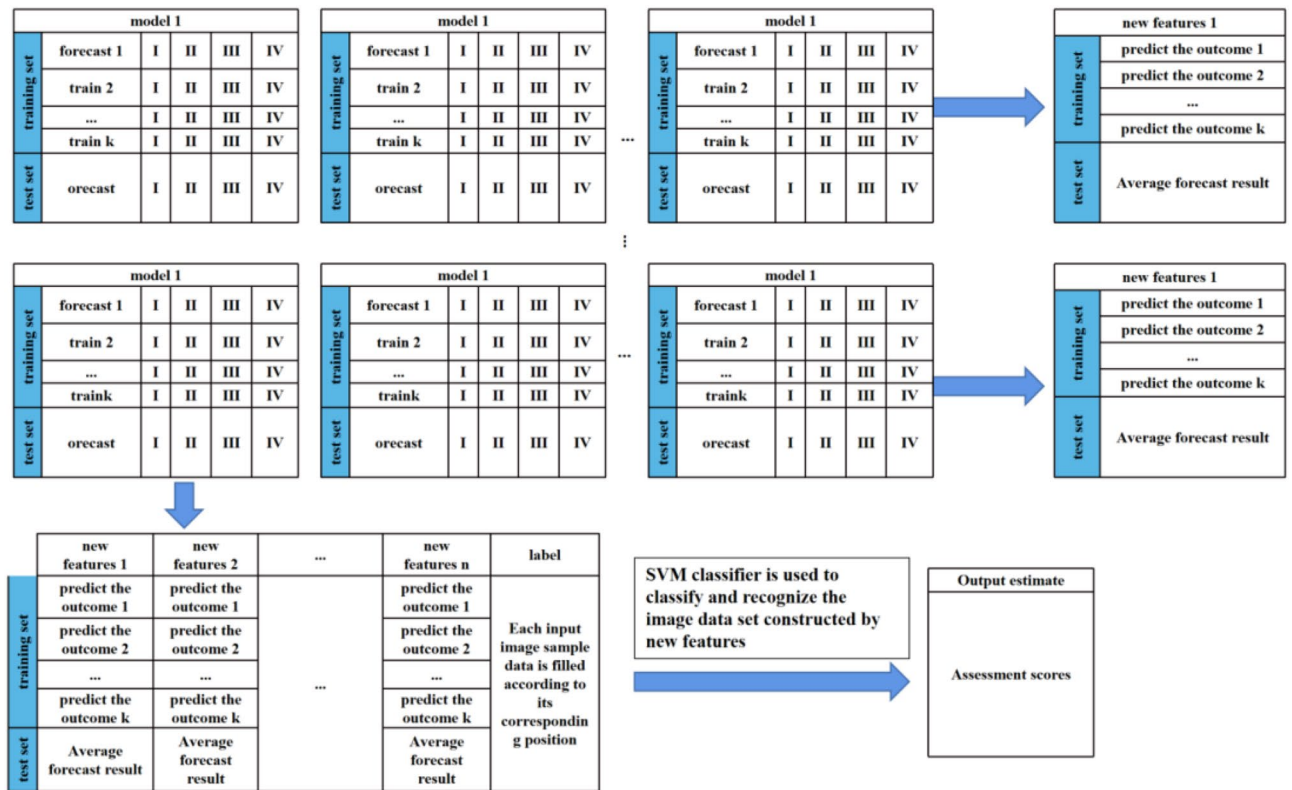 model 1
training set
forecast 1 I II III IV
train 2 I II III IV
... I II III IV
train k I II III IV
test set
orecast I II III IV
model 1
training set
forecast 1 I II III IV
train 2 I II III IV
... I II III IV
train k I II III IV
test set
orecast I II III IV
...
model 1
training set
forecast 1 I II III IV
train 2 I II III IV
... I II III IV
train k I II III IV
test set
orecast I II III IV
new features 1
training set
predict the outcome 1
predict the outcome 2
...
predict the outcome k
test set
Average forecast result
...
model 1
training set
forecast 1 I II III IV
train 2 I II III IV
... I II III IV
traink I II III IV
test set
orecast I II III IV
model 1
training set
forecast 1 I II III IV
train 2 I II III IV
... I II III IV
traink I II III IV
test set
orecast I II III IV
...
model 1
training set
forecast 1 I II III IV
train 2 I II III IV
... I II III IV
traink I II III IV
test set
orecast I II III IV
new features 1
training set
predict the outcome 1
predict the outcome 2
...
predict the outcome k
test set
Average forecast result
new
features 1
new
features 2
...
new
features n
label
training set
predict the
outcome 1
predict the
outcome 1
predict the
outcome 1
predict the
outcome 2
predict the
outcome 2
predict the
outcome 2
...
...
...
...
predict the
outcome k
predict the
outcome k
predict the
outcome k
Each input
image sample
data is filled
according to
its
correspondin
g position
test set
Average
forecast result
Average
forecast
result
Average
forecast
result
SVM classifier is used to
classify and recognize the
image data set constructed by
new features
Output estimate
Assessment scores